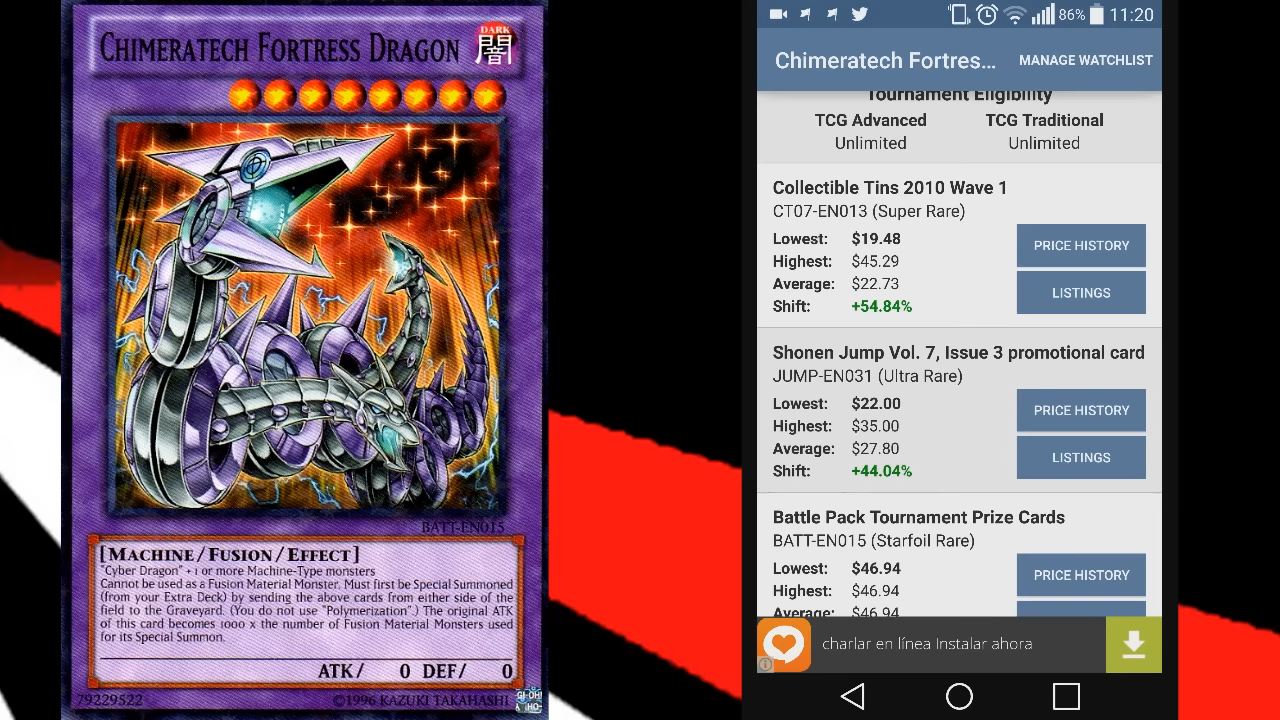 CHIMERATECH FORTRESS DRAGON
DARK
闇
BATT-EN015
[MACHINE/FUSION/EFFECT]
"Cyber Dragon" + 1 or more Machine-Type monsters
Cannot be used as a Fusion Material Monster. Must first be Special Summoned
(from your Extra Deck) by sending the above cards from either side of the
field to the Graveyard. (You do not use "Polymerization".) The original ATK
of this card becomes 1000 x the number of Fusion Material Monsters used
for its Special Summon.
ATK/ 0 DEF/ 0
79229522
©1996 KAZUKI TAKAHASHI
86% 11:20
Chimeratech Fortres... MANAGE WATCHLIST
Tournament Eligibility
TCG Advanced TCG Traditional
Unlimited Unlimited
Collectible Tins 2010 Wave 1
CT07-EN013 (Super Rare)
Lowest: $19.48
Highest: $45.29
Average: $22.73
Shift: +54.84%
PRICE HISTORY
LISTINGS
Shonen Jump Vol. 7, Issue 3 promotional card
JUMP-EN031 (Ultra Rare)
Lowest: $22.00
Highest: $35.00
Average: $27.80
Shift: +44.04%
PRICE HISTORY
LISTINGS
Battle Pack Tournament Prize Cards
BATT-EN015 (Starfoil Rare)
Lowest: $46.94
Highest: $46.94
Average: $46.94
PRICE HISTORY
charlar en línea Instalar ahora